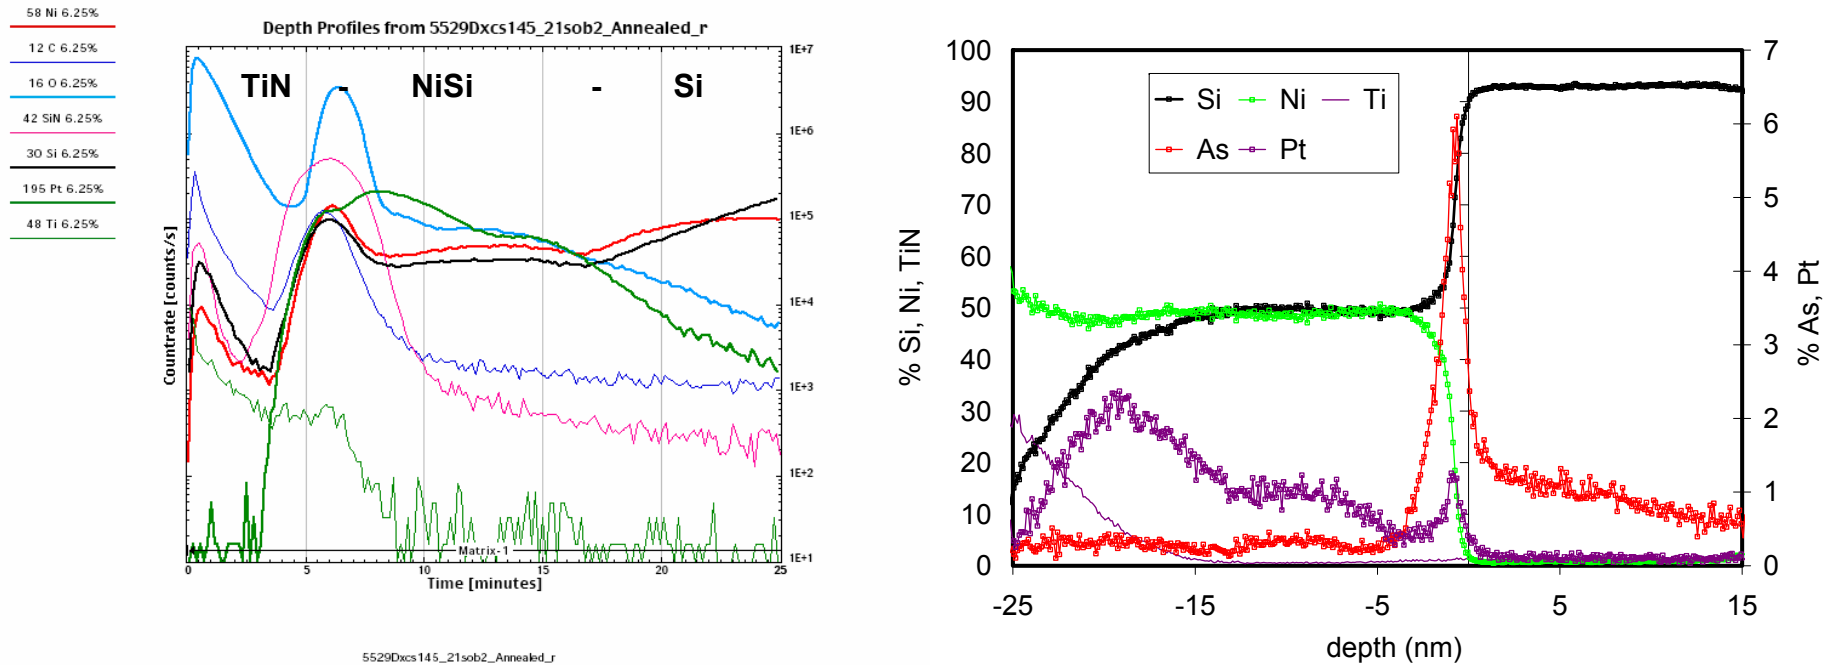 58 Ni 6.25%
12 C 6.25%
16 O 6.25%
42 SiN 6.25%
30 Si 6.25%
195 Pt 6.25%
48 Ti 6.25%
Depth Profiles from 5529Dxcs145_21sob2_Annealed_r
TiN - NiSi - Si
1E+7
1E+6
1E+5
1E+4
1E+3
1E+2
1E+1
Countrate [counts/s]
Matrix-1
0 5 10 15 20 25
Time [minutes]
5529Dxcs145_21sob2_Annealed_r
% Si, Ni, TiN
100
90
80
70
60
50
40
30
20
10
0
Si Ni Ti
As Pt
7
6
5
4
3
2
1
0
% As, Pt
-25 -15 -5 5 15
depth (nm)